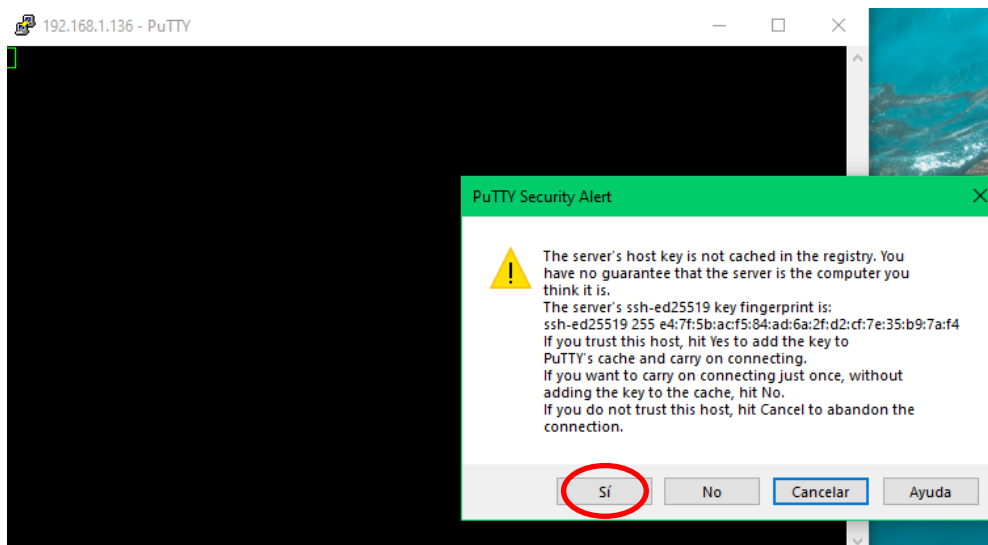 192.168.1.136 - PuTTY
PuTTY Security Alert
The server's host key is not cached in the registry. You
have no guarantee that the server is the computer you
think it is.
The server's ssh-ed25519 key fingerprint is:
ssh-ed25519 255 e4:7f:5b:ac:f5:84:ad:6a:2f:d2:cf:7e:35:b9:7a:f4
If you trust this host, hit Yes to add the key to
PuTTY's cache and carry on connecting.
If you want to carry on connecting just once, without
adding the key to the cache, hit No.
If you do not trust this host, hit Cancel to abandon the
connection.
Sí No Cancelar Ayuda